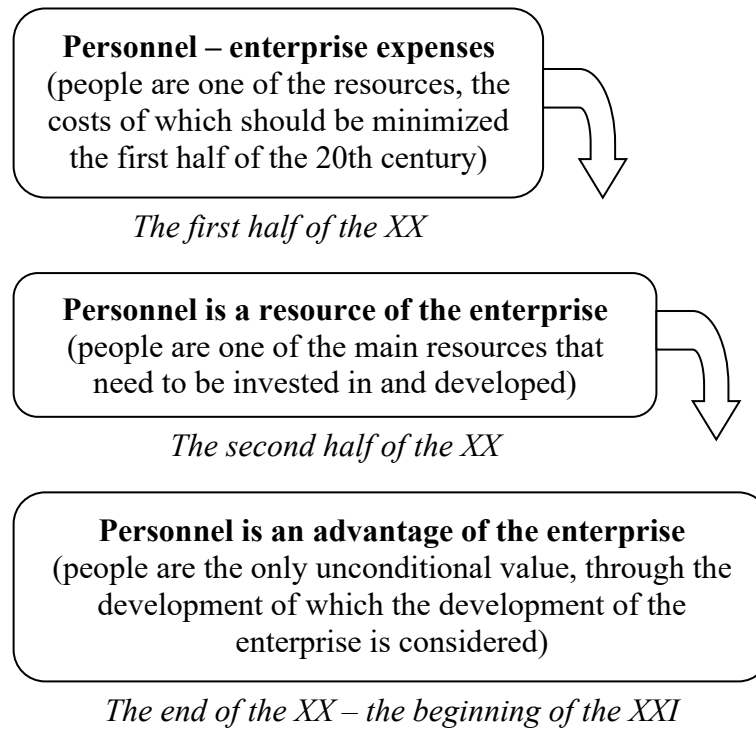 Personnel – enterprise expenses
(people are one of the resources, the
costs of which should be minimized
the first half of the 20th century)
The first half of the XX
Personnel is a resource of the enterprise
(people are one of the main resources that
need to be invested in and developed)
The second half of the XX
Personnel is an advantage of the enterprise
(people are the only unconditional value, through the
development of which the development of the
enterprise is considered)
The end of the XX – the beginning of the XXI